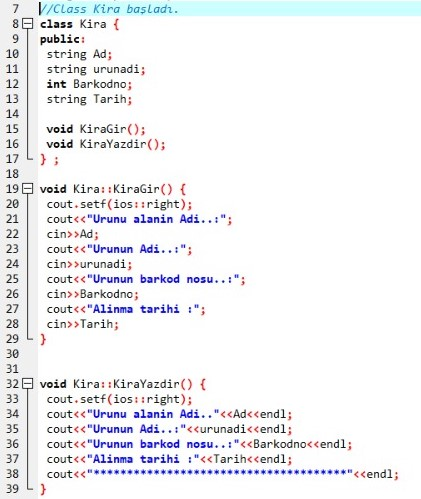 7 //Class Kira başladı.
8 class Kira {
9 public:
10 string Ad;
11 string urunadi;
12 int Barkodno;
13 string Tarih;
14
15 void KiraGir();
16 void KiraYazdir();
17 } ;
18
19 void Kira::KiraGir() {
20 cout.setf(ios::right);
21 cout<<"Urunu alanin Adi..:";
22 cin>>Ad;
23 cout<<"Urunun Adi..:";
24 cin>>urunadi;
25 cout<<"Urunun barkod nosu..:";
26 cin>>Barkodno;
27 cout<<"Alinma tarihi :";
28 cin>>Tarih;
29 }
30
31
32 void Kira::KiraYazdir() {
33 cout.setf(ios::right);
34 cout<<"Urunu alanin Adi.."<<Ad<<endl;
35 cout<<"Urunun Adi..:"<<urunadi<<endl;
36 cout<<"Urunun barkod nosu..:"<<Barkodno<<endl;
37 cout<<"Alinma tarihi :"<<Tarih<<endl;
38 cout<<"**************************************"<<endl;
39 }